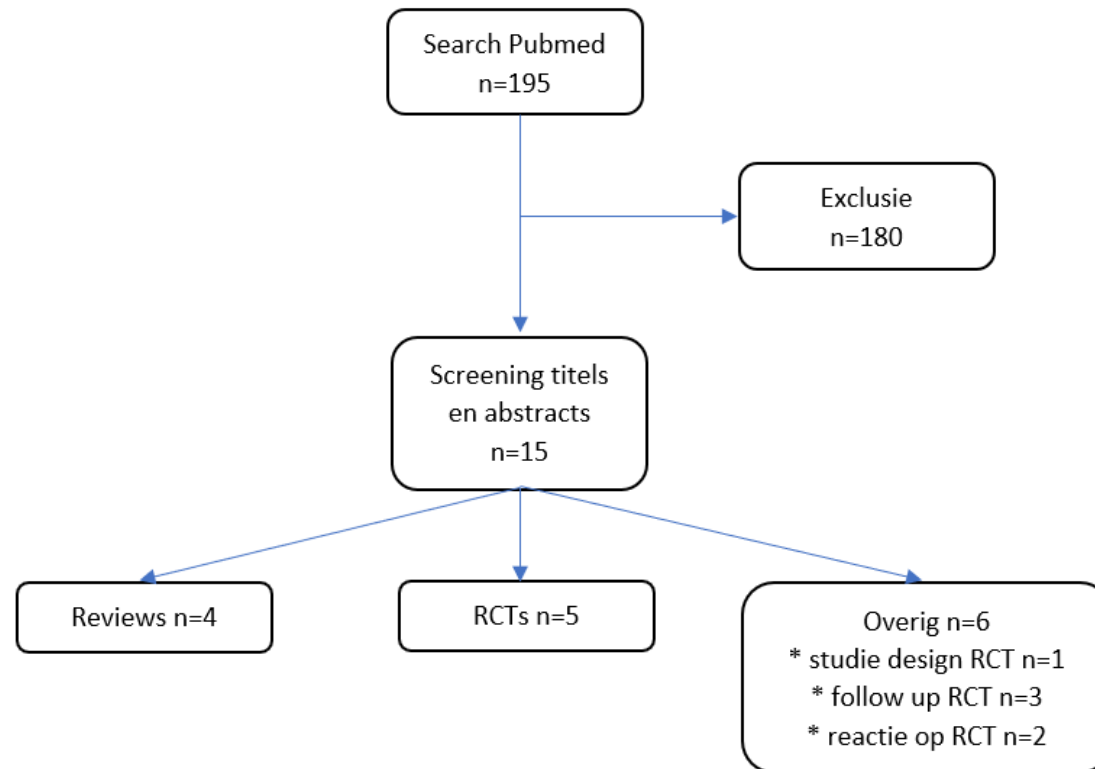 Search Pubmed
n=195
Exclusie
n=180
Screening titels
en abstracts
n=15
Reviews n=4
RCTs n=5
Overig n=6
* studie design RCT n=1
* follow up RCT n=3
* reactie op RCT n=2